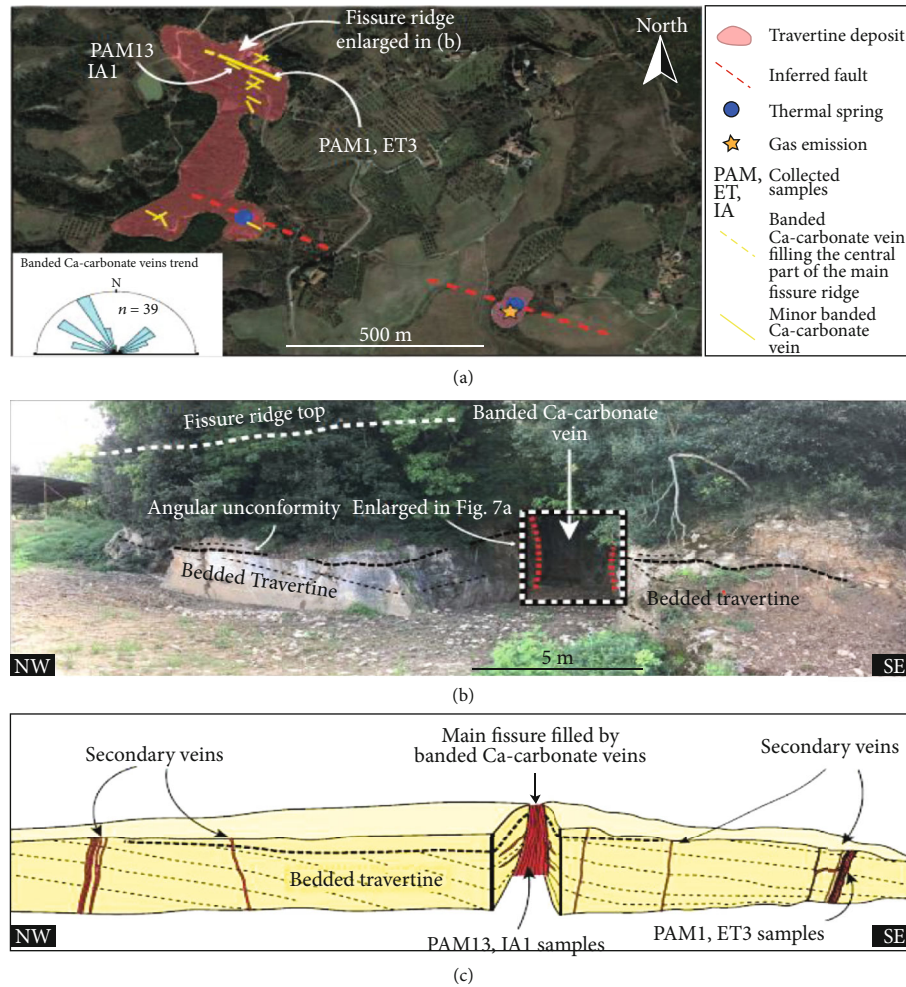 Fissure ridge
enlarged in (b)
PAM13
IA1
PAM1, ET3
North
Banded Ca-carbonate veins trend
N
n = 39
500 m
Travertine deposit
Inferred fault
Thermal spring
Gas emission
PAM,
ET,
IA
Collected
samples
Banded
Ca-carbonate vein
filling the central
part of the main
fissure ridge
Minor banded
Ca-carbonate
vein
(a)
Fissure ridge top
Banded Ca-carbonate
vein
Angular unconformity
Enlarged in Fig. 7a
Bedded Travertine
Bedded travertine
NW
5 m
SE
(b)
Main fissure filled by
banded Ca-carbonate veins
Secondary veins
Secondary veins
Bedded travertine
NW
PAM13, IA1 samples
PAM1, ET3 samples
SE
(c)